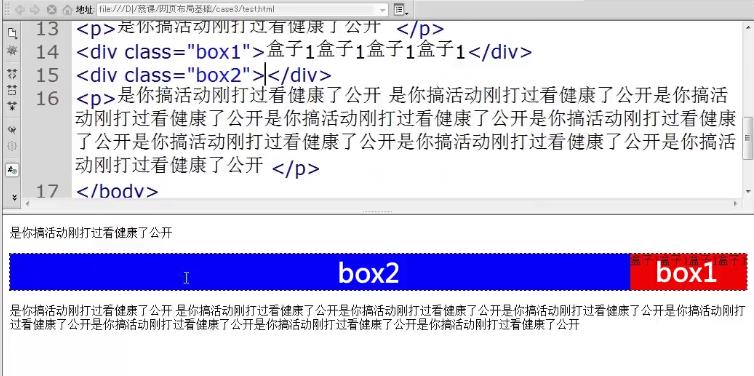 地址 file:///D|/慕课/网页布局基础/case3/test.html
13 <p>是你搞活动刚打过看健康了公开 </p>
14 <div class="box1">盒子1盒子1盒子1盒子1</div>
15 <div class="box2"></div>
16 <p>是你搞活动刚打过看健康了公开 是你搞活动刚打过看健康了公开是你搞
活动刚打过看健康了公开是你搞活动刚打过看健康了公开是你搞活动刚打过看健康
了公开是你搞活动刚打过看健康了公开是你搞活动刚打过看健康了公开是你搞
活动刚打过看健康了公开 </p>
17 </body>
是你搞活动刚打过看健康了公开
盒子1盒子1盒子1盒子1
box2 box1
是你搞活动刚打过看健康了公开 是你搞活动刚打过看健康了公开是你搞活动刚打过看健康了公开是你搞活动刚打
过看健康了公开是你搞活动刚打过看健康了公开是你搞活动刚打过看健康了公开是你搞活动刚打过看健康了公开